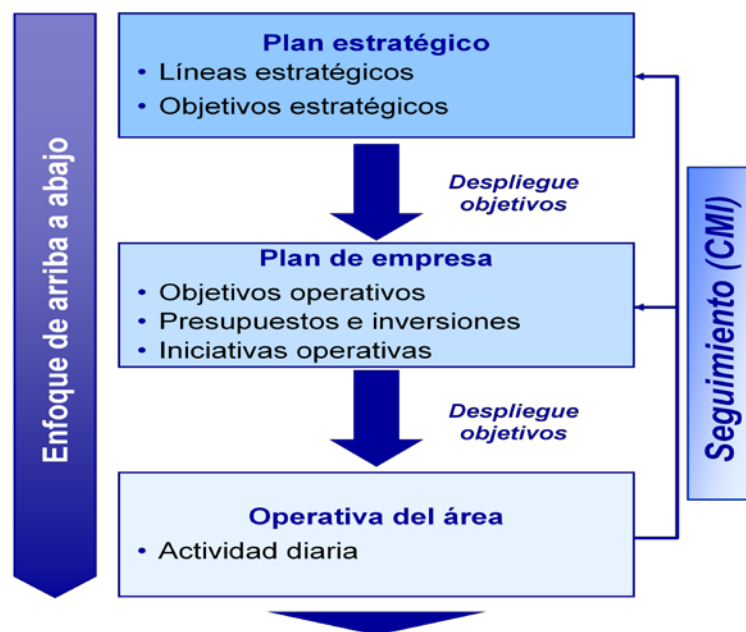 Plan estratégico
• Líneas estratégicos
• Objetivos estratégicos
Despliegue
objetivos
Plan de empresa
• Objetivos operativos
• Presupuestos e inversiones
• Iniciativas operativas
Despliegue
objetivos
Operativa del área
• Actividad diaria
Enfoque de arriba a abajo
Seguimiento (CMI)